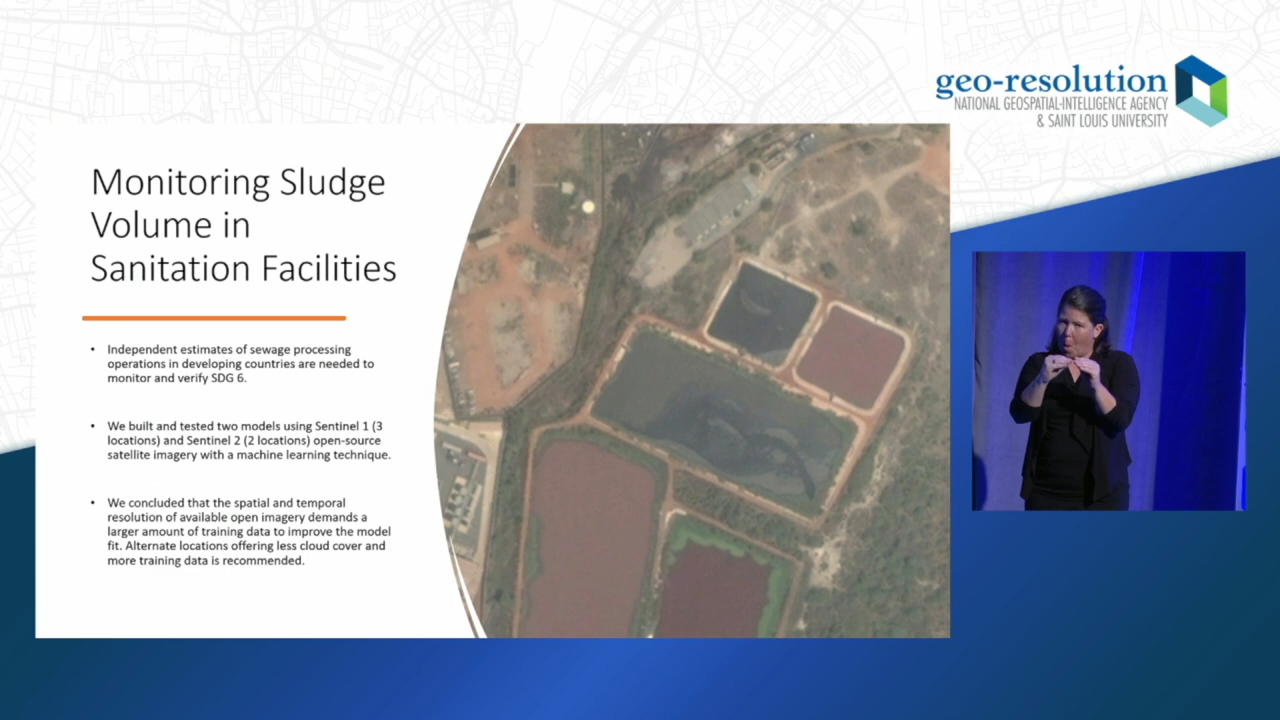 geo-resolution
NATIONAL GEOSPATIAL-INTELLIGENCE AGENCY
& SAINT LOUIS UNIVERSITY
Monitoring Sludge
Volume in
Sanitation Facilities
• Independent estimates of sewage processing
operations in developing countries are needed to
monitor and verify SDG 6.
• We built and tested two models using Sentinel 1 (3
locations) and Sentinel 2 (2 locations) open-source
satellite imagery with a machine learning technique.
• We concluded that the spatial and temporal
resolution of available open imagery demands a
larger amount of training data to improve the model
fit. Alternate locations offering less cloud cover and
more training data is recommended.